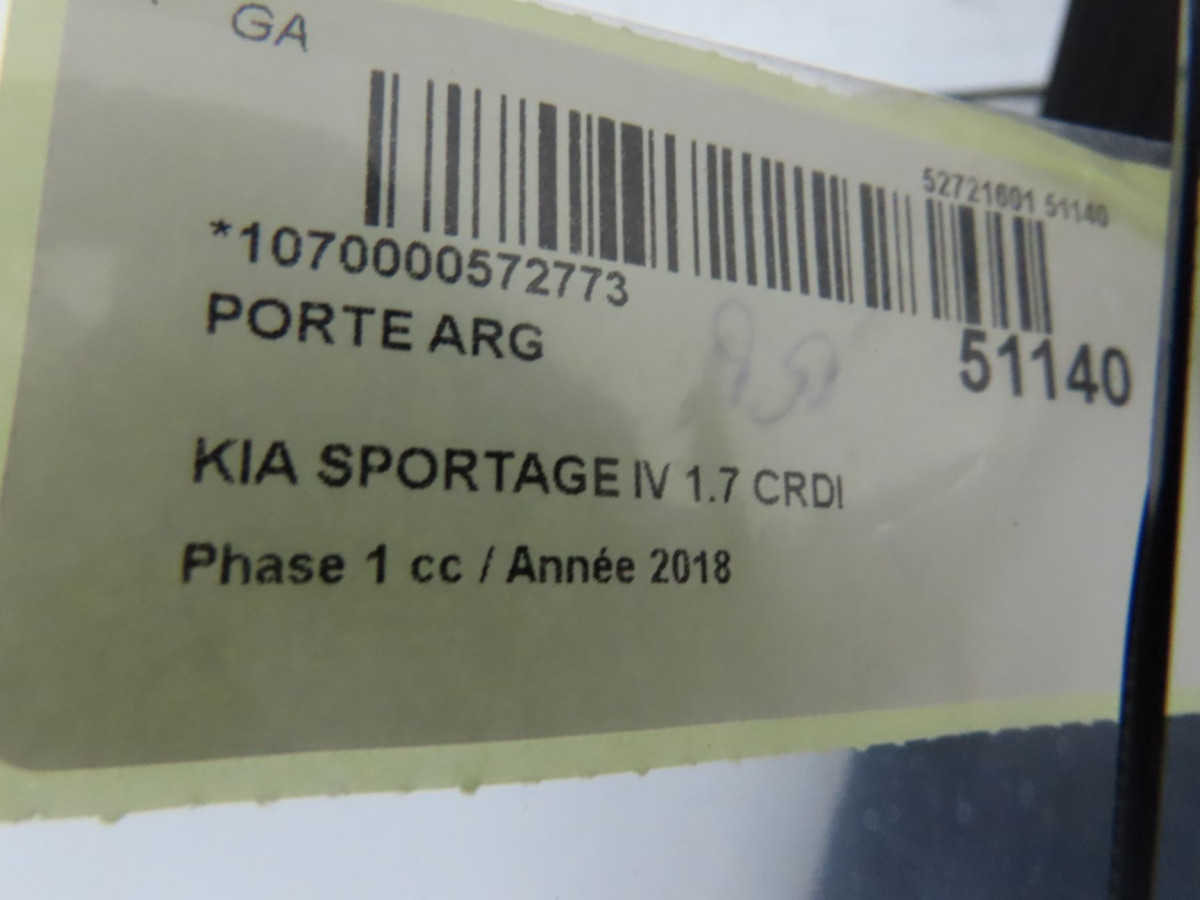 GA
52721601 51140
*1070000572773
PORTE ARG
51140
KIA SPORTAGE IV 1.7 CRDI
Phase 1 cc / Année 2018